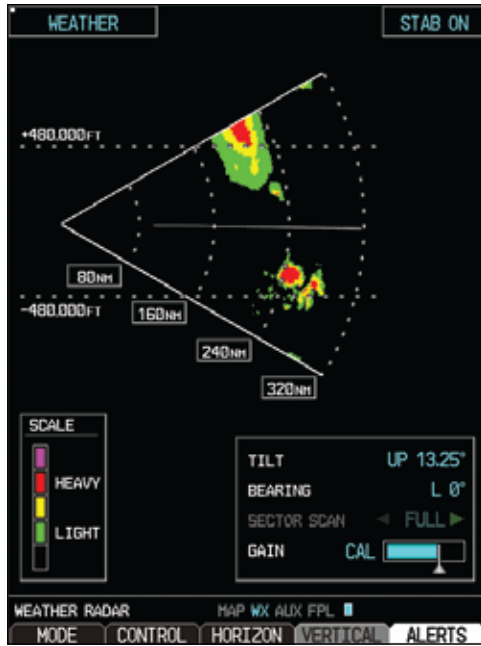 WEATHER
STAB ON
+480.000FT
80NM
-480.000FT
160NM
240NM
320NM
SCALE
HEAVY
LIGHT
TILT UP 13.25°
BEARING L 0°
SECTOR SCAN FULL
GAIN CAL
WEATHER RADAR MAP WX AUX FPL
MODE CONTROL HORIZON VERTICAL ALERTS